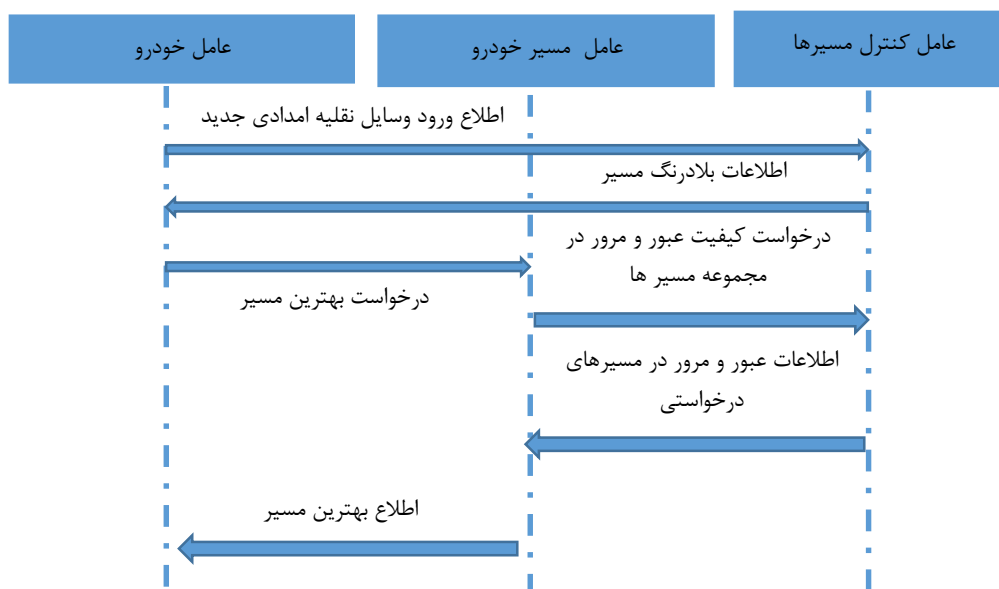 عامل کنترل مسیرها
عامل مسیر خودرو
عامل خودرو
اطلاع ورود وسایل نقلیه امدادی جدید
اطلاعات بلادرنگ مسیر
درخواست کیفیت عبور و مرور در
مجموعه مسیر ها
درخواست بهترین مسیر
اطلاعات عبور و مرور در مسیرهای
درخواستی
اطلاع بهترین مسیر